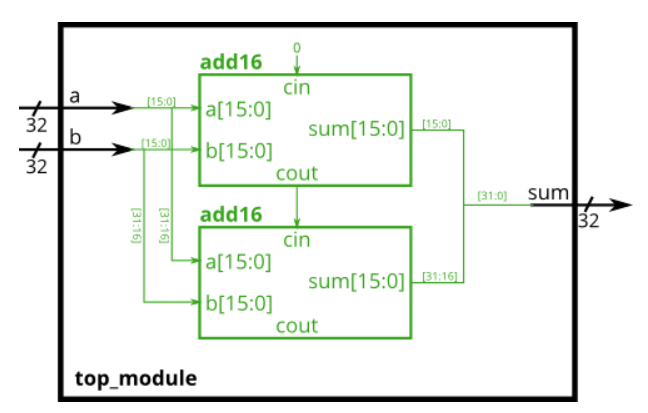 add16
0
cin
a
[15:0]
a[15:0]
32
sum[15:0]
[15:0]
b
[15:0]
b[15:0]
32
cout
sum
[31:0]
32
[31:16]
[31:16]
add16
cin
a[15:0]
sum[15:0]
[31:16]
b[15:0]
cout
top_module